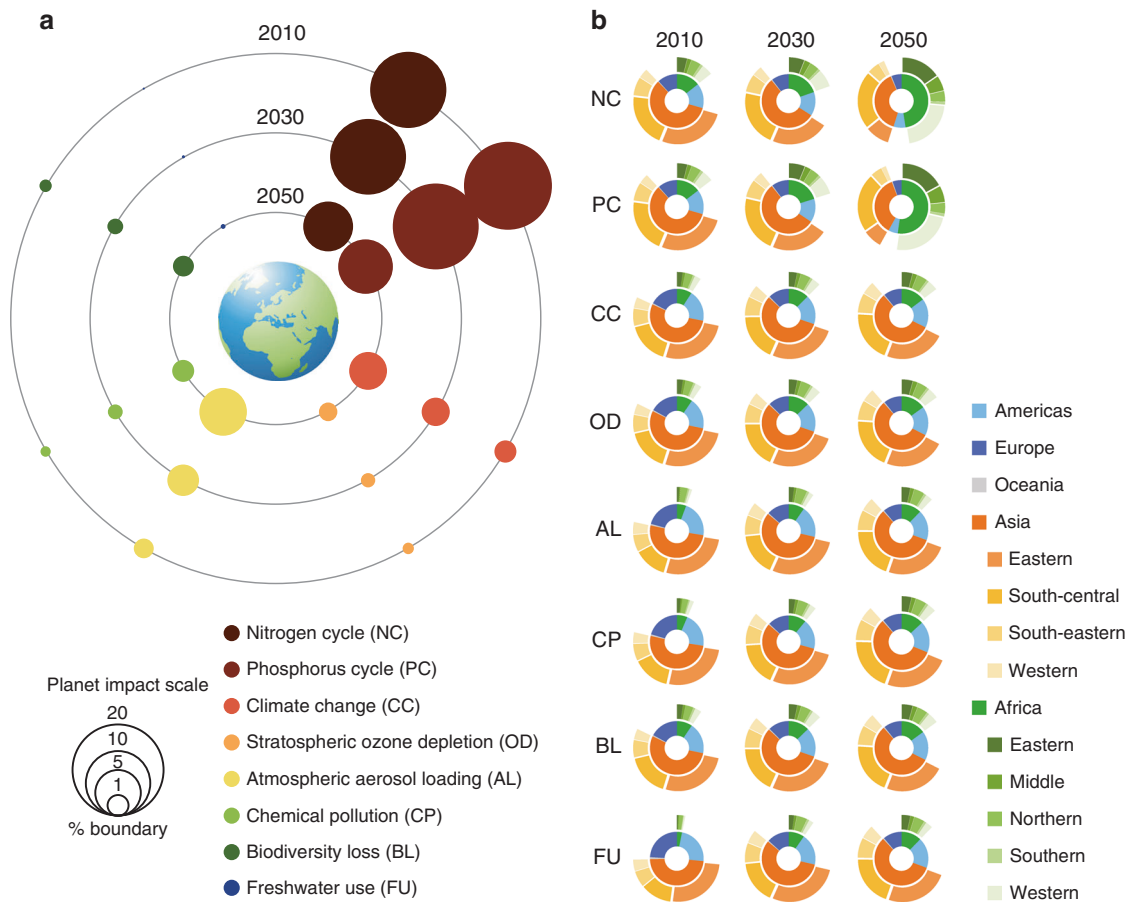 a
2010
2030
2050
Nitrogen cycle (NC)
Phosphorus cycle (PC)
Climate change (CC)
Stratospheric ozone depletion (OD)
Atmospheric aerosol loading (AL)
Chemical pollution (CP)
Biodiversity loss (BL)
Freshwater use (FU)
Planet impact scale
20
10
5
1
% boundary
b
2010 2030 2050
NC
PC
CC
OD
AL
CP
BL
FU
Americas
Europe
Oceania
Asia
Eastern
South-central
South-eastern
Western
Africa
Eastern
Middle
Northern
Southern
Western